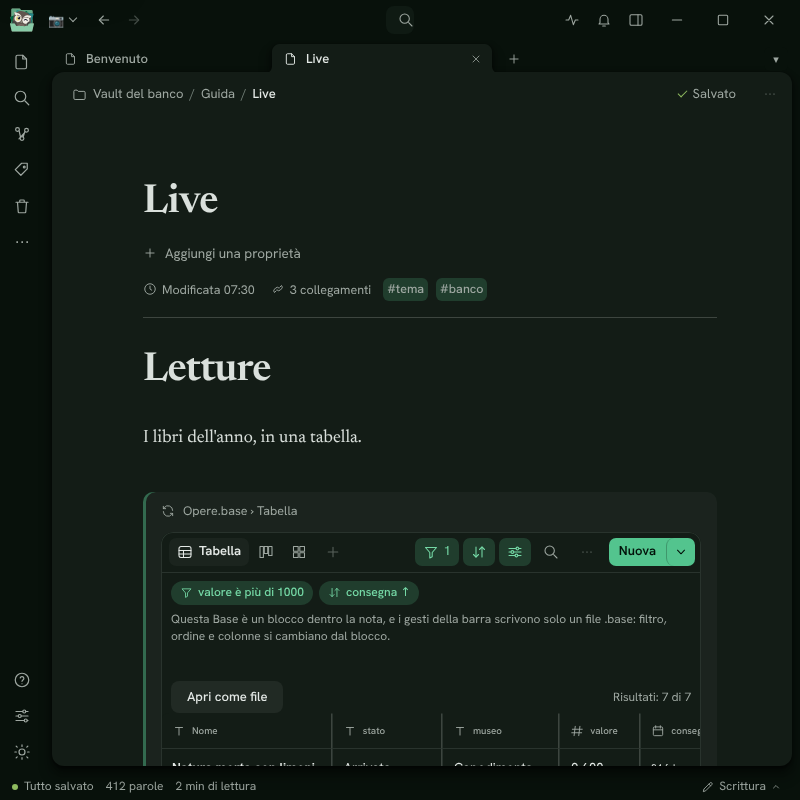 Benvenuto
Live
Vault del banco / Guida / Live
Salvato
Live
Aggiungi una proprietà
Modificata 07:30
3 collegamenti
#tema
#banco
Letture
I libri dell'anno, in una tabella.
Opere.base › Tabella
Tabella
1
Nuova
valore è più di 1000
consegna ↑
Questa Base è un blocco dentro la nota, e i gesti della barra scrivono solo un file .base: filtro,
ordine e colonne si cambiano dal blocco.
Apri come file
Risultati: 7 di 7
Nome
stato
museo
valore
Tutto salvato
412 parole
2 min di lettura
Scrittura